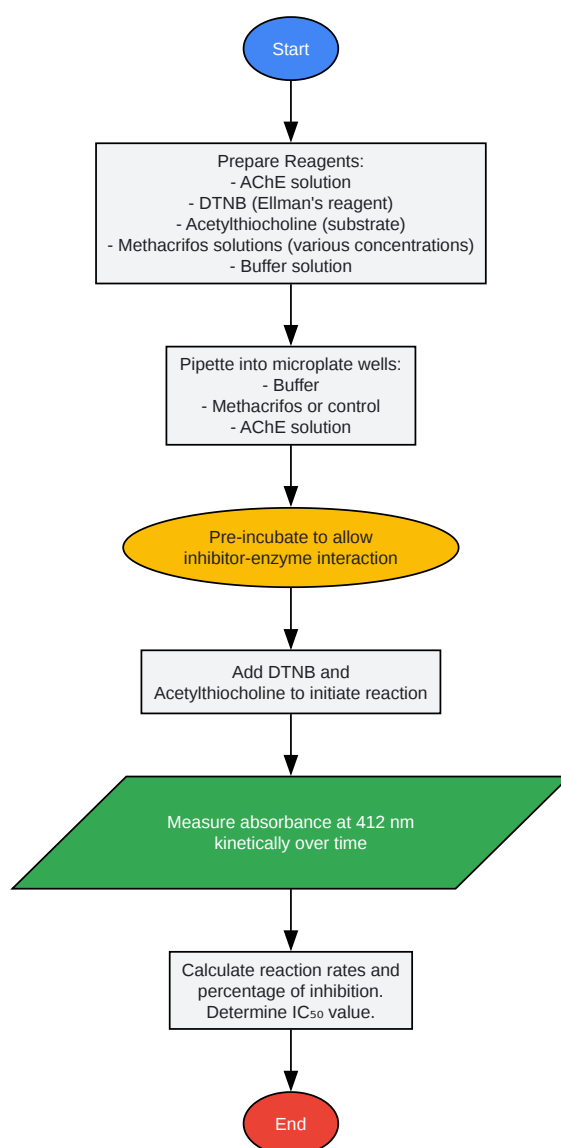 Start
Prepare Reagents:
- AChE solution
- DTNB (Ellman's reagent)
- Acetylthiocholine (substrate)
- Methacrifos solutions (various concentrations)
- Buffer solution
Pipette into microplate wells:
- Buffer
- Methacrifos or control
- AChE solution
Pre-incubate to allow
inhibitor-enzyme interaction
Add DTNB and
Acetylthiocholine to initiate reaction
Measure absorbance at 412 nm
kinetically over time
Calculate reaction rates and
percentage of inhibition.
Determine IC₅₀ value.
End